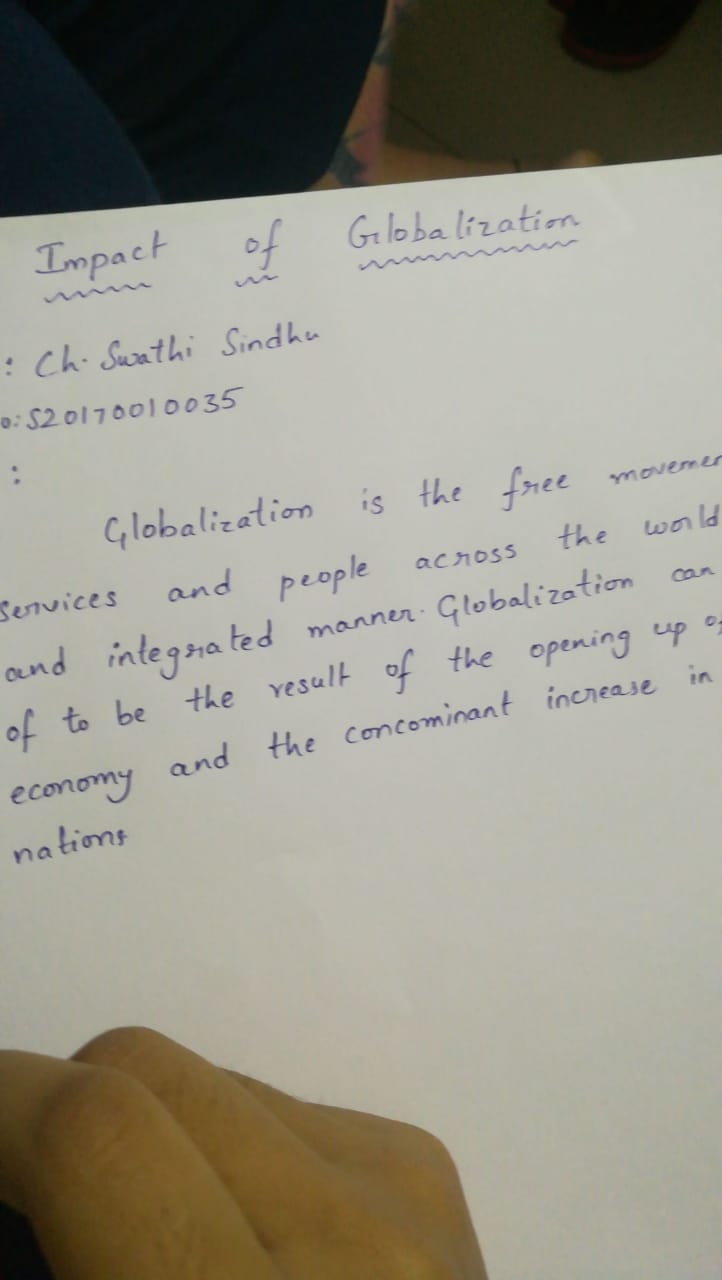 Impact of Globalization
: Ch. Swathi Sindhu
o: S20170010035
:
Globalization is the free movemen
Services and people across the world
and integrated manner. Globalization can
of to be the result of the opening up of
economy and the concominant increase in
nations